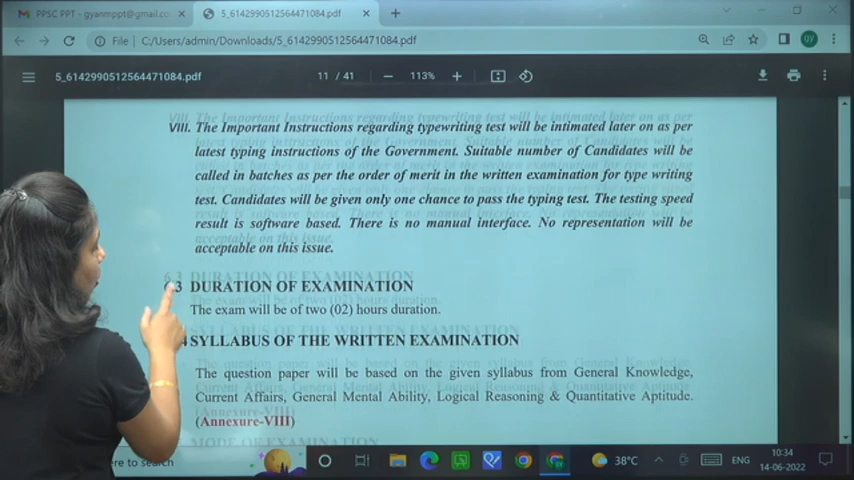 PPSC PPT - gyanmppt@gmail.co
5_6142990512564471084.pdf
File
C:/Users/admin/Downloads/5_6142990512564471084.pdf
GY
5_6142990512564471084.pdf
11 / 41
113%
VIII. The Important Instructions regarding typewriting test will be intimated later on as per
latest typing instructions of the Government. Suitable number of Candidates will be
called in batches as per the order of merit in the written examination for type writing
test. Candidates will be given only one chance to pass the typing test. The testing speed
result is software based. There is no manual interface. No representation will be
acceptable on this issue.
6.3 DURATION OF EXAMINATION
The exam will be of two (02) hours duration.
4 SYLLABUS OF THE WRITTEN EXAMINATION
The question paper will be based on the given syllabus from General Knowledge,
Current Affairs, General Mental Ability, Logical Reasoning & Quantitative Aptitude.
(Annexure-VIII)
MODE OF EXAMINATION
ere to search
38°C
ENG
10:34
14-06-2022